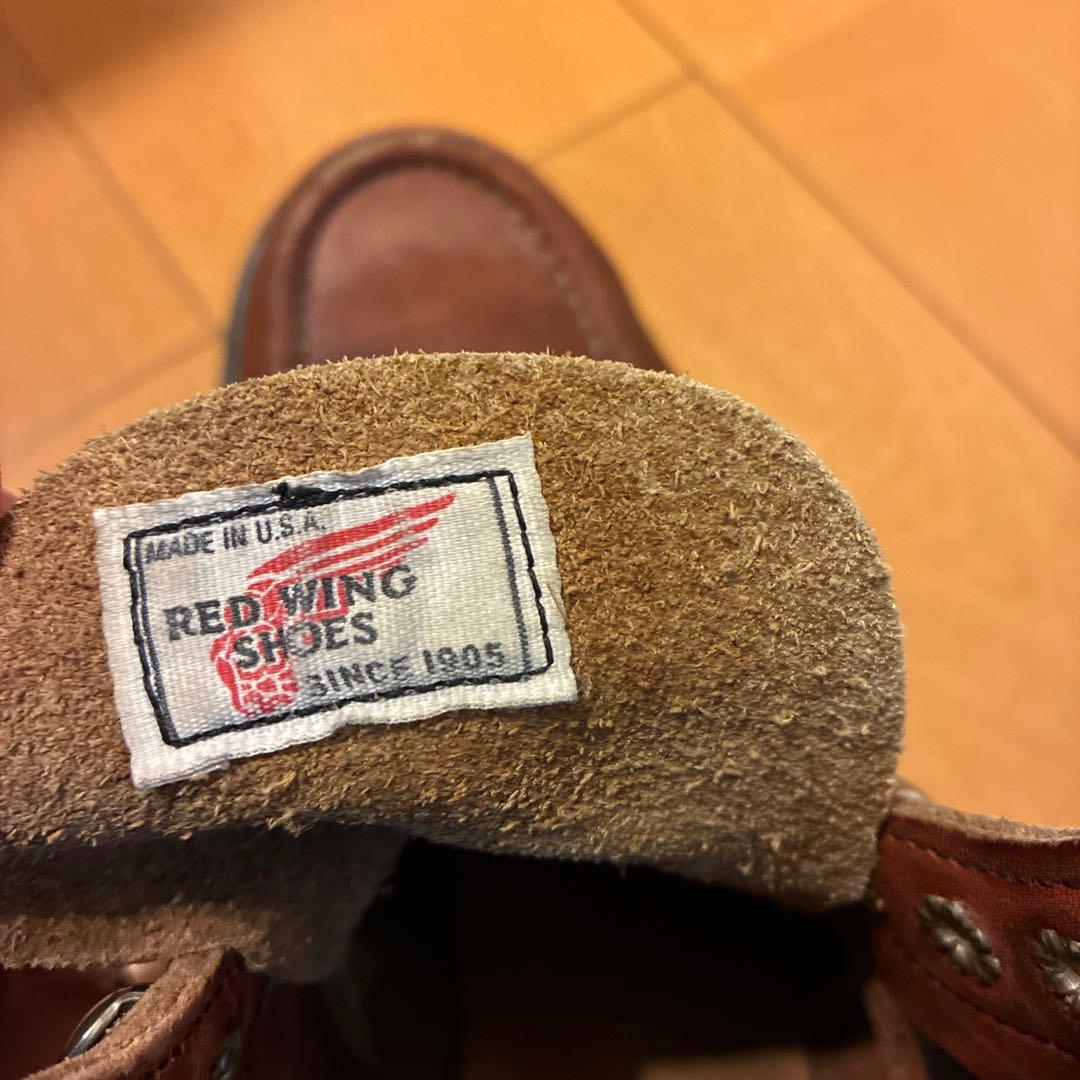 MADE IN U.S.A.
RED WING
SHOES
SINCE 1905